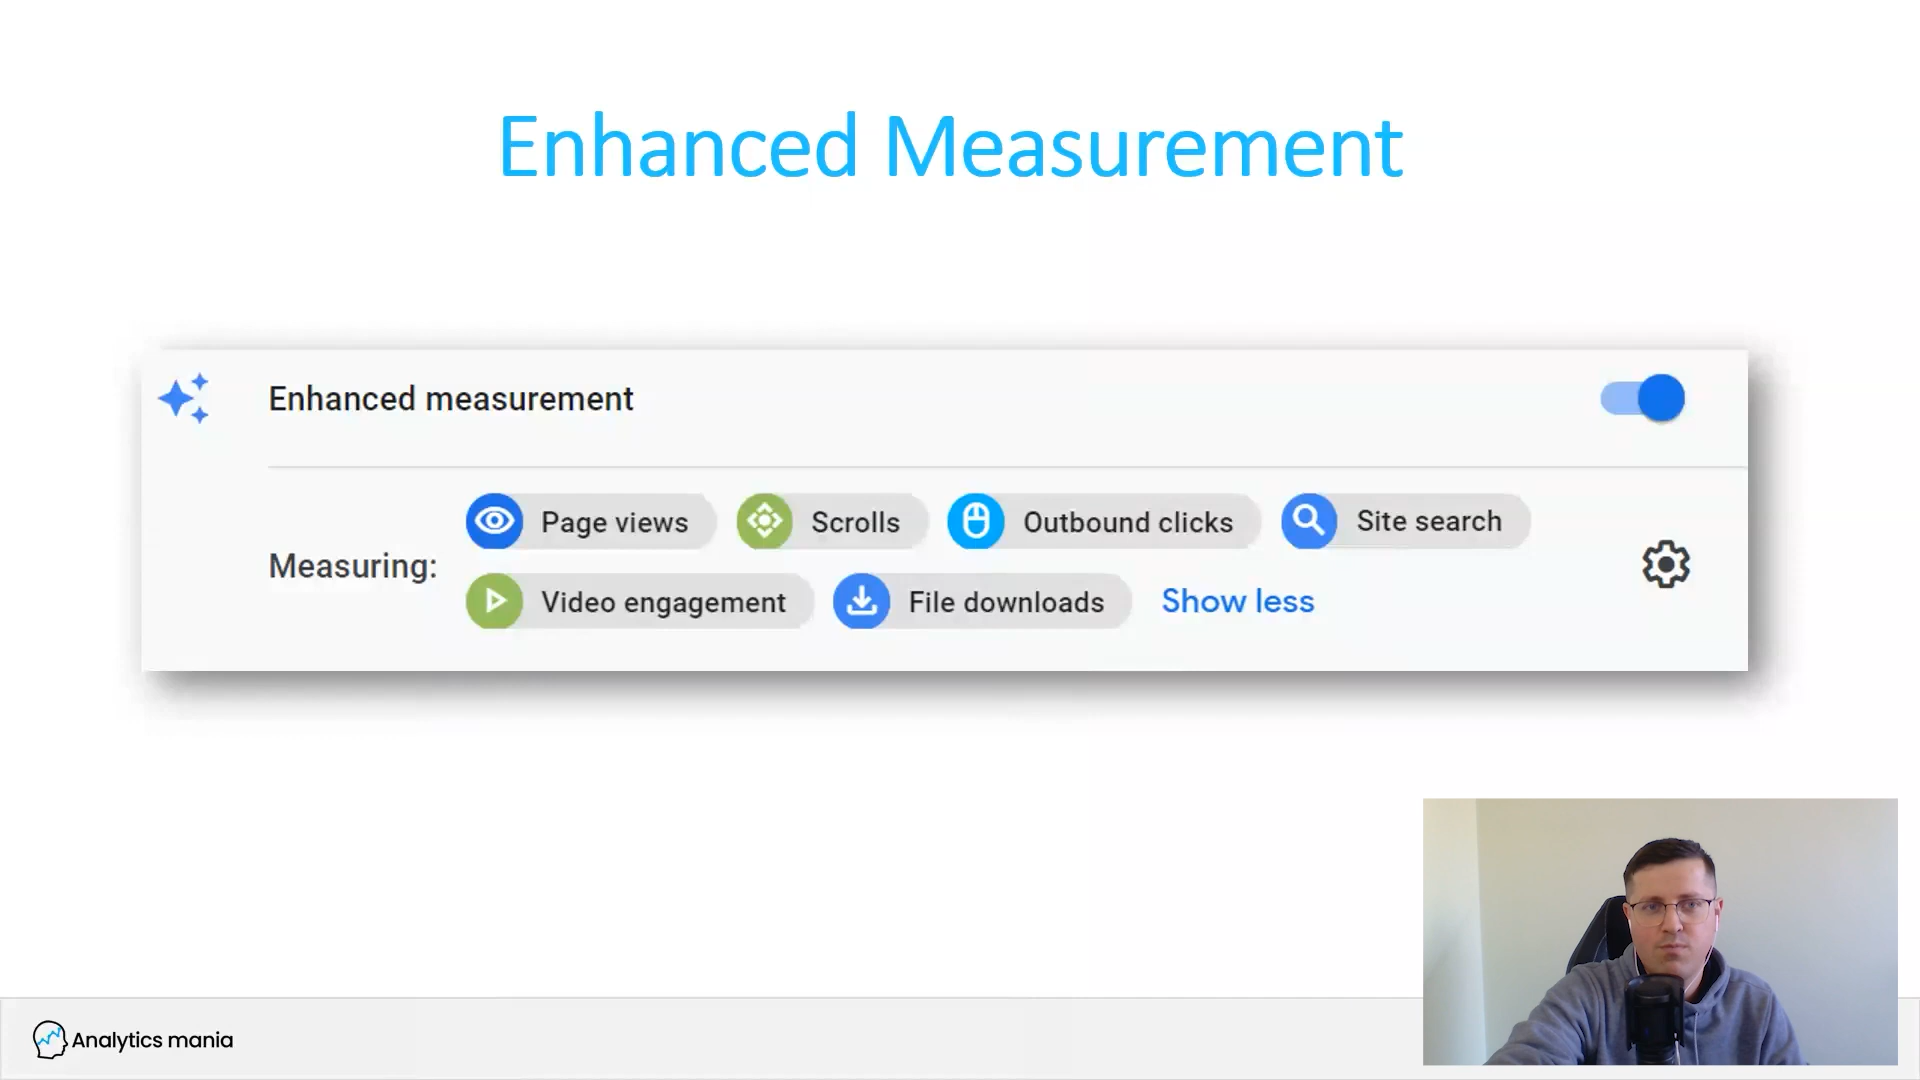 Enhanced Measurement
Enhanced measurement
Measuring:
Page views
Scrolls
Outbound clicks
Site search
Video engagement
File downloads
Show less
Analytics mania